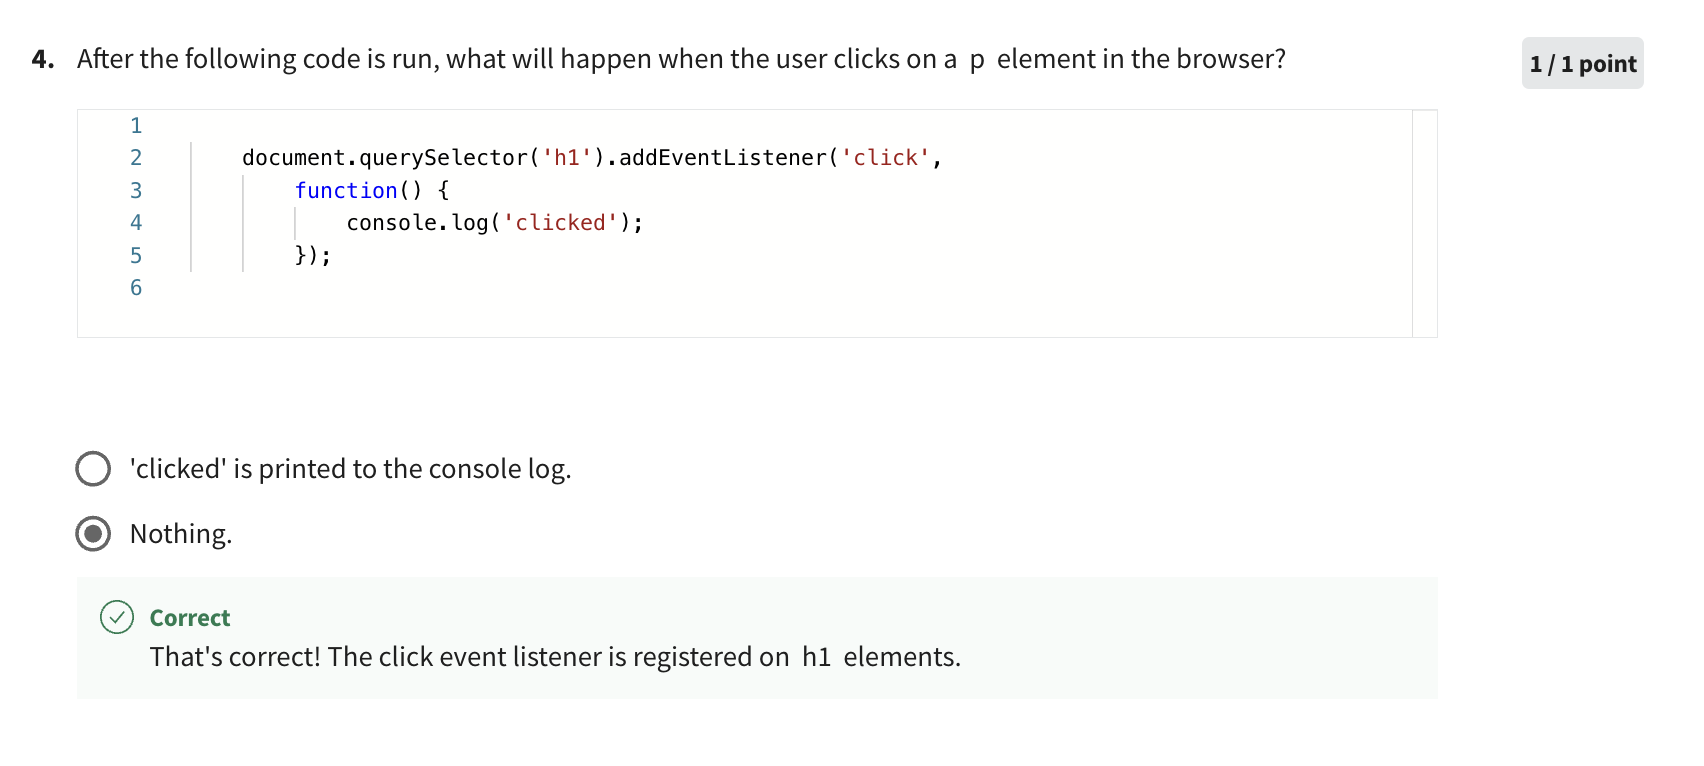 4. After the following code is run, what will happen when the user clicks on a p element in the browser?
1 / 1 point
1
2 document.querySelector('h1').addEventListener('click',
3 function() {
4 console.log('clicked');
5 });
6
'clicked' is printed to the console log.
Nothing.
Correct
That's correct! The click event listener is registered on h1 elements.